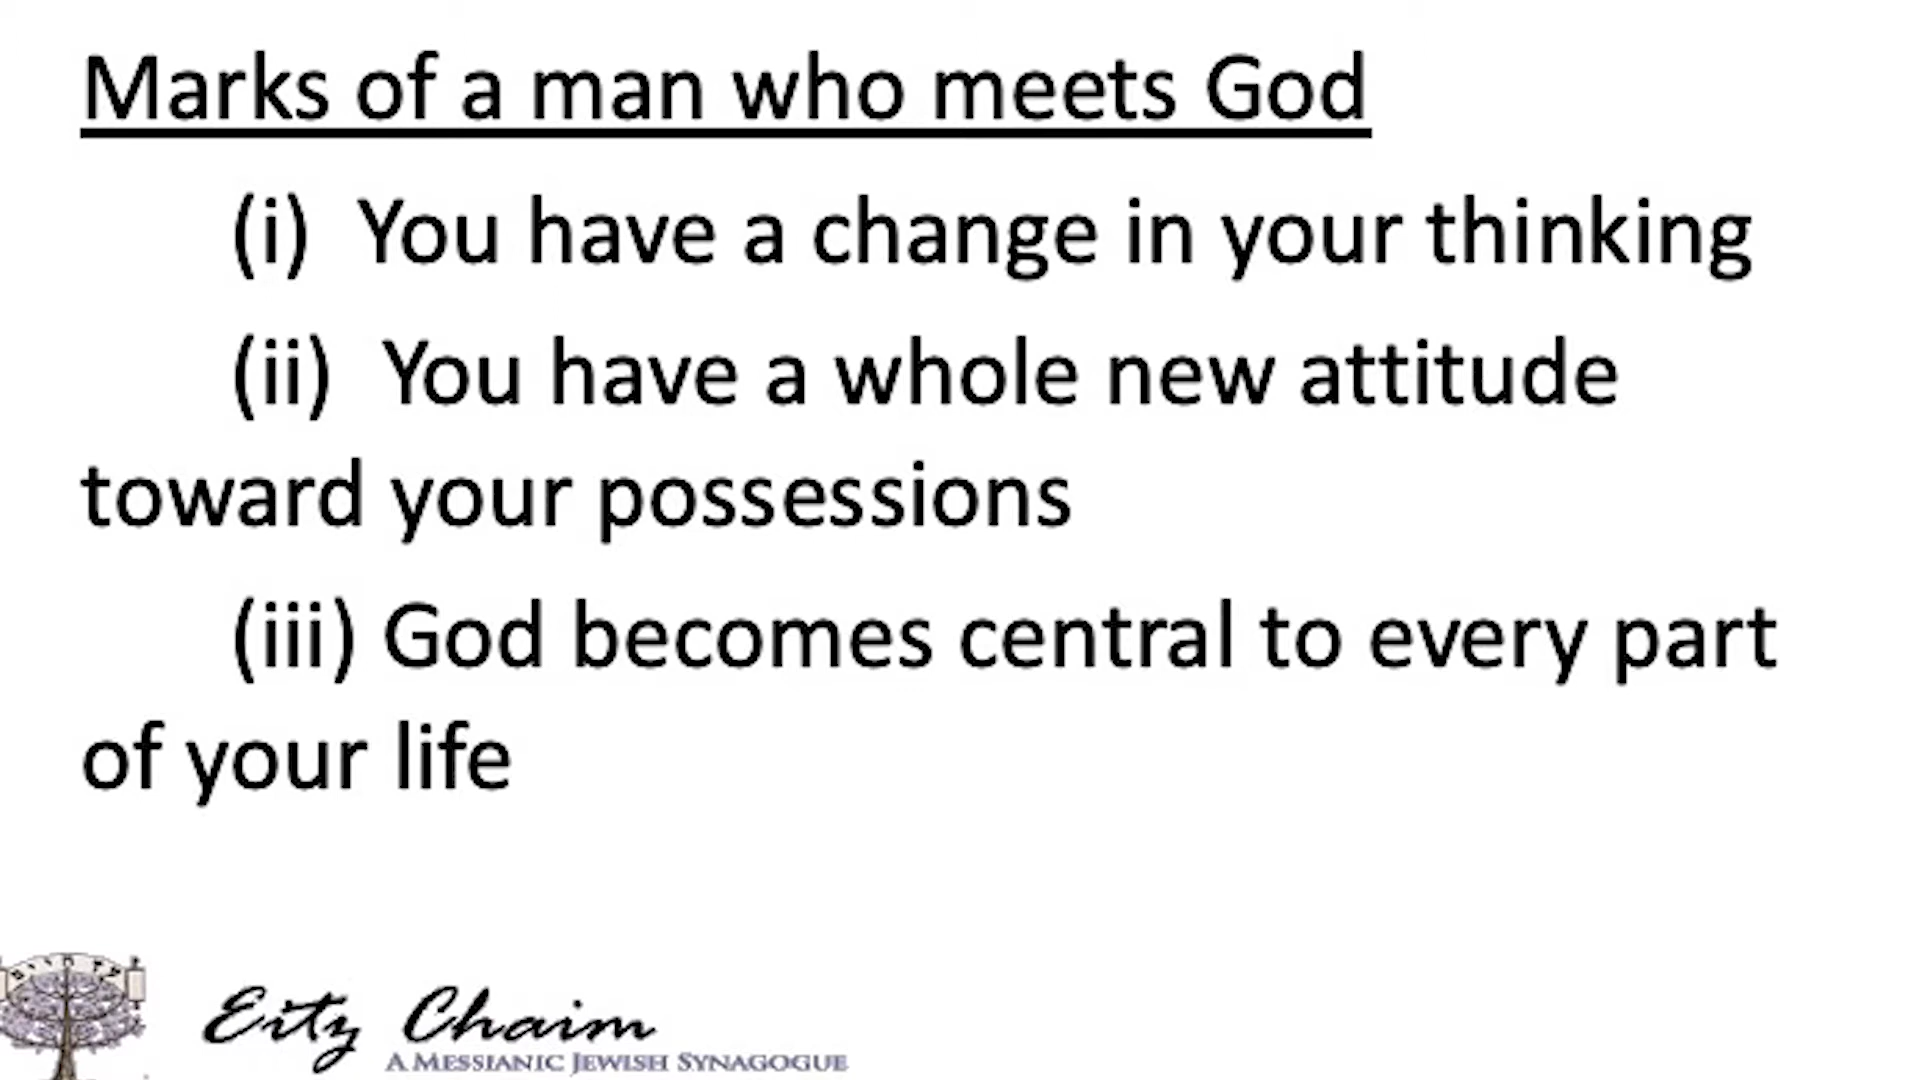 Marks of a man who meets God
(i) You have a change in your thinking
(ii) You have a whole new attitude
toward your possessions
(iii) God becomes central to every part
of your life
Eitz Chaim
A MESSIANIC JEWISH SYNAGOGUE